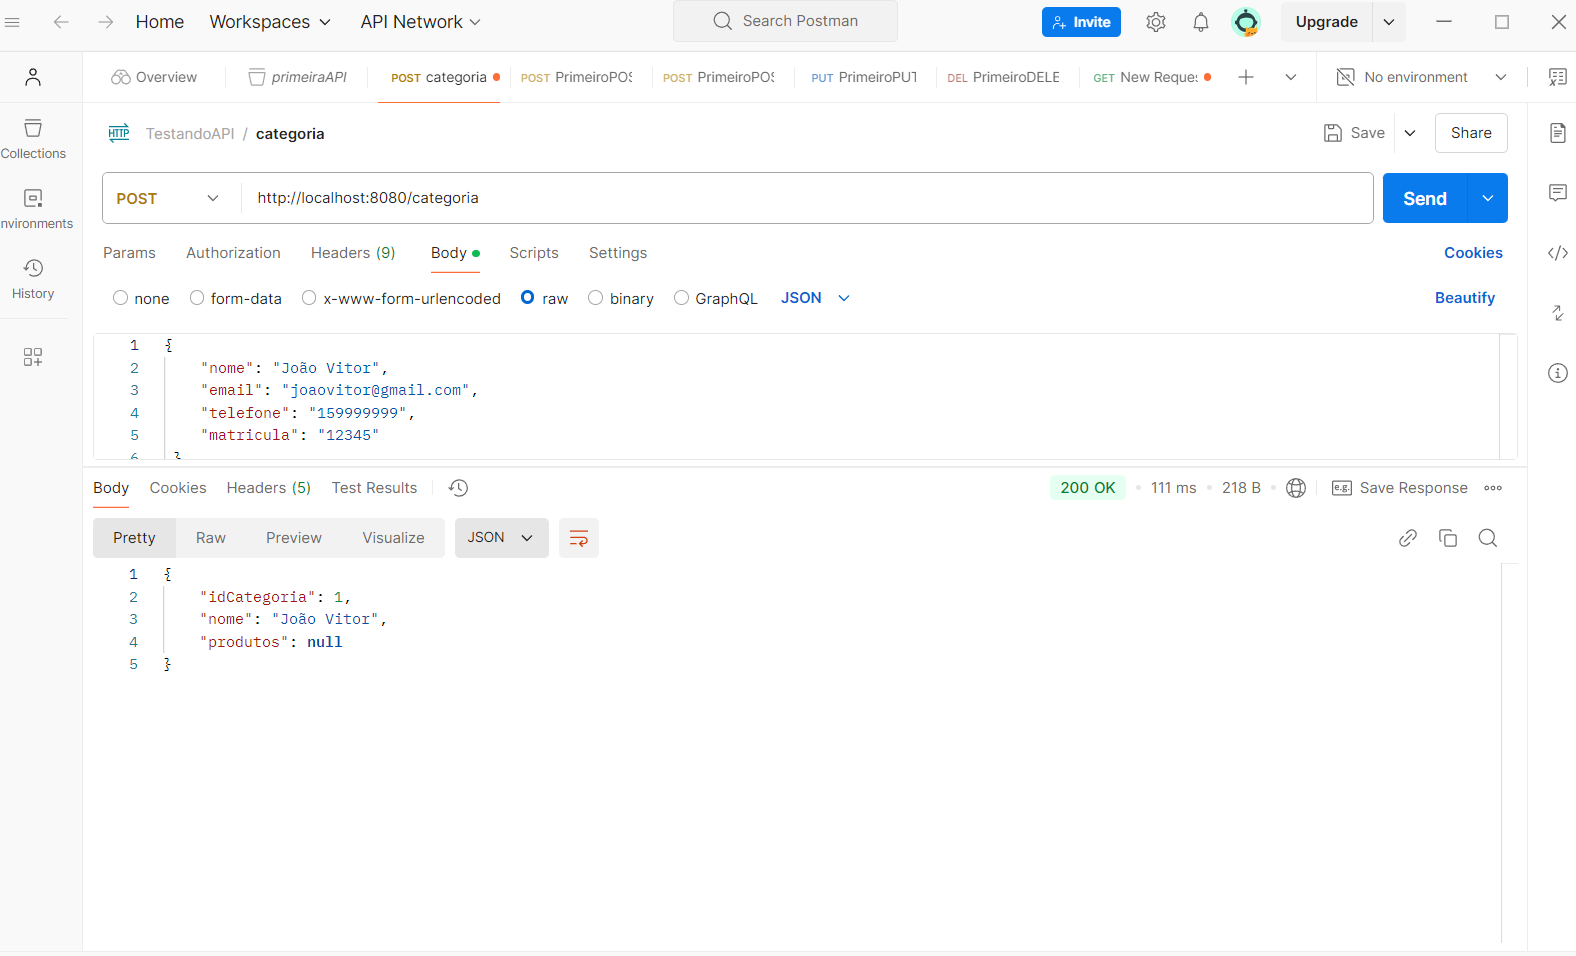 Home Workspaces API Network Search Postman Invite Upgrade
Overview primeiraAPI POST categoria POST PrimeiroPOS POST PrimeiroPOS PUT PrimeiroPUT DEL PrimeiroDELE GET New Reques No environment
HTTP TestandoAPI / categoria Save Share
Collections
nvironments
History
POST http://localhost:8080/categoria Send
Params Authorization Headers (9) Body Scripts Settings Cookies
none form-data x-www-form-urlencoded raw binary GraphQL JSON Beautify
1 {
2 "nome": "João Vitor",
3 "email": "joaovitor@gmail.com",
4 "telefone": "159999999",
5 "matricula": "12345"
6 }
Body Cookies Headers (5) Test Results 200 OK 111 ms 218 B e.g. Save Response
Pretty Raw Preview Visualize JSON
1 {
2 "idCategoria": 1,
3 "nome": "João Vitor",
4 "produtos": null
5 }